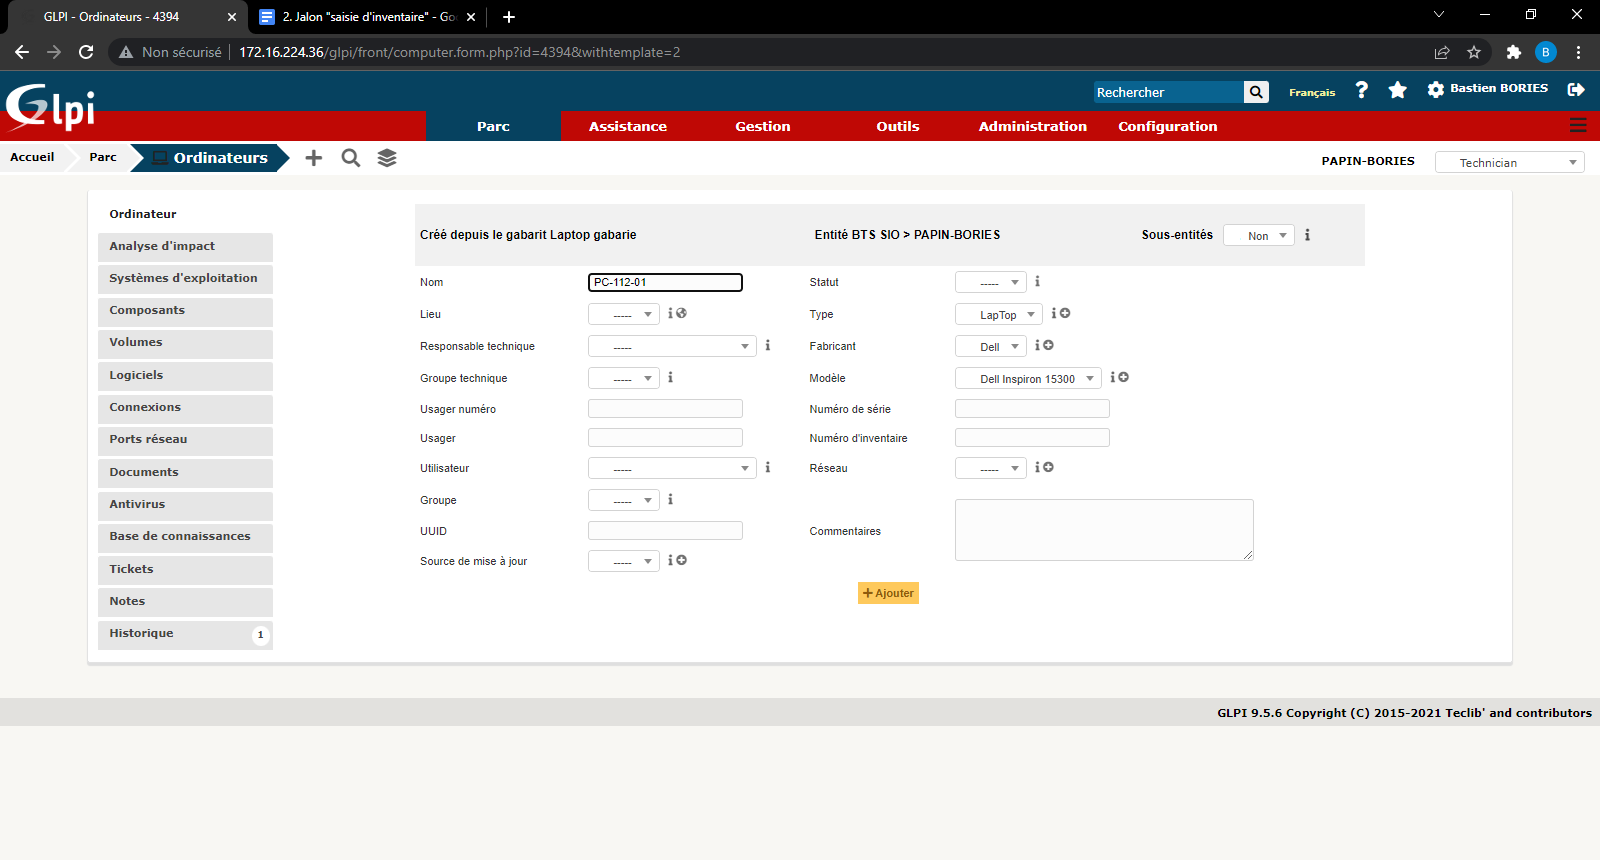 GLPI - Ordinateurs - 4394
2. Jalon "saisie d'inventaire" - Go
Non sécurisé
172.16.224.36/glpi/front/computer.form.php?id=4394&withtemplate=2
B
Glpi
Rechercher
Français
?
Bastien BORIES
Parc
Assistance
Gestion
Outils
Administration
Configuration
Accueil
Parc
Ordinateurs
PAPIN-BORIES
Technician
Ordinateur
Analyse d'impact
Systèmes d'exploitation
Composants
Volumes
Logiciels
Connexions
Ports réseau
Documents
Antivirus
Base de connaissances
Tickets
Notes
Historique 1
Créé depuis le gabarit Laptop gabarie
Entité BTS SIO > PAPIN-BORIES
Sous-entités Non
Nom PC-112-01
Statut -----
Lieu -----
Type LapTop
Responsable technique -----
Fabricant Dell
Groupe technique -----
Modèle Dell Inspiron 15300
Usager numéro
Numéro de série
Usager
Numéro d'inventaire
Utilisateur -----
Réseau -----
Groupe -----
UUID
Commentaires
Source de mise à jour -----
+ Ajouter
GLPI 9.5.6 Copyright (C) 2015-2021 Teclib' and contributors